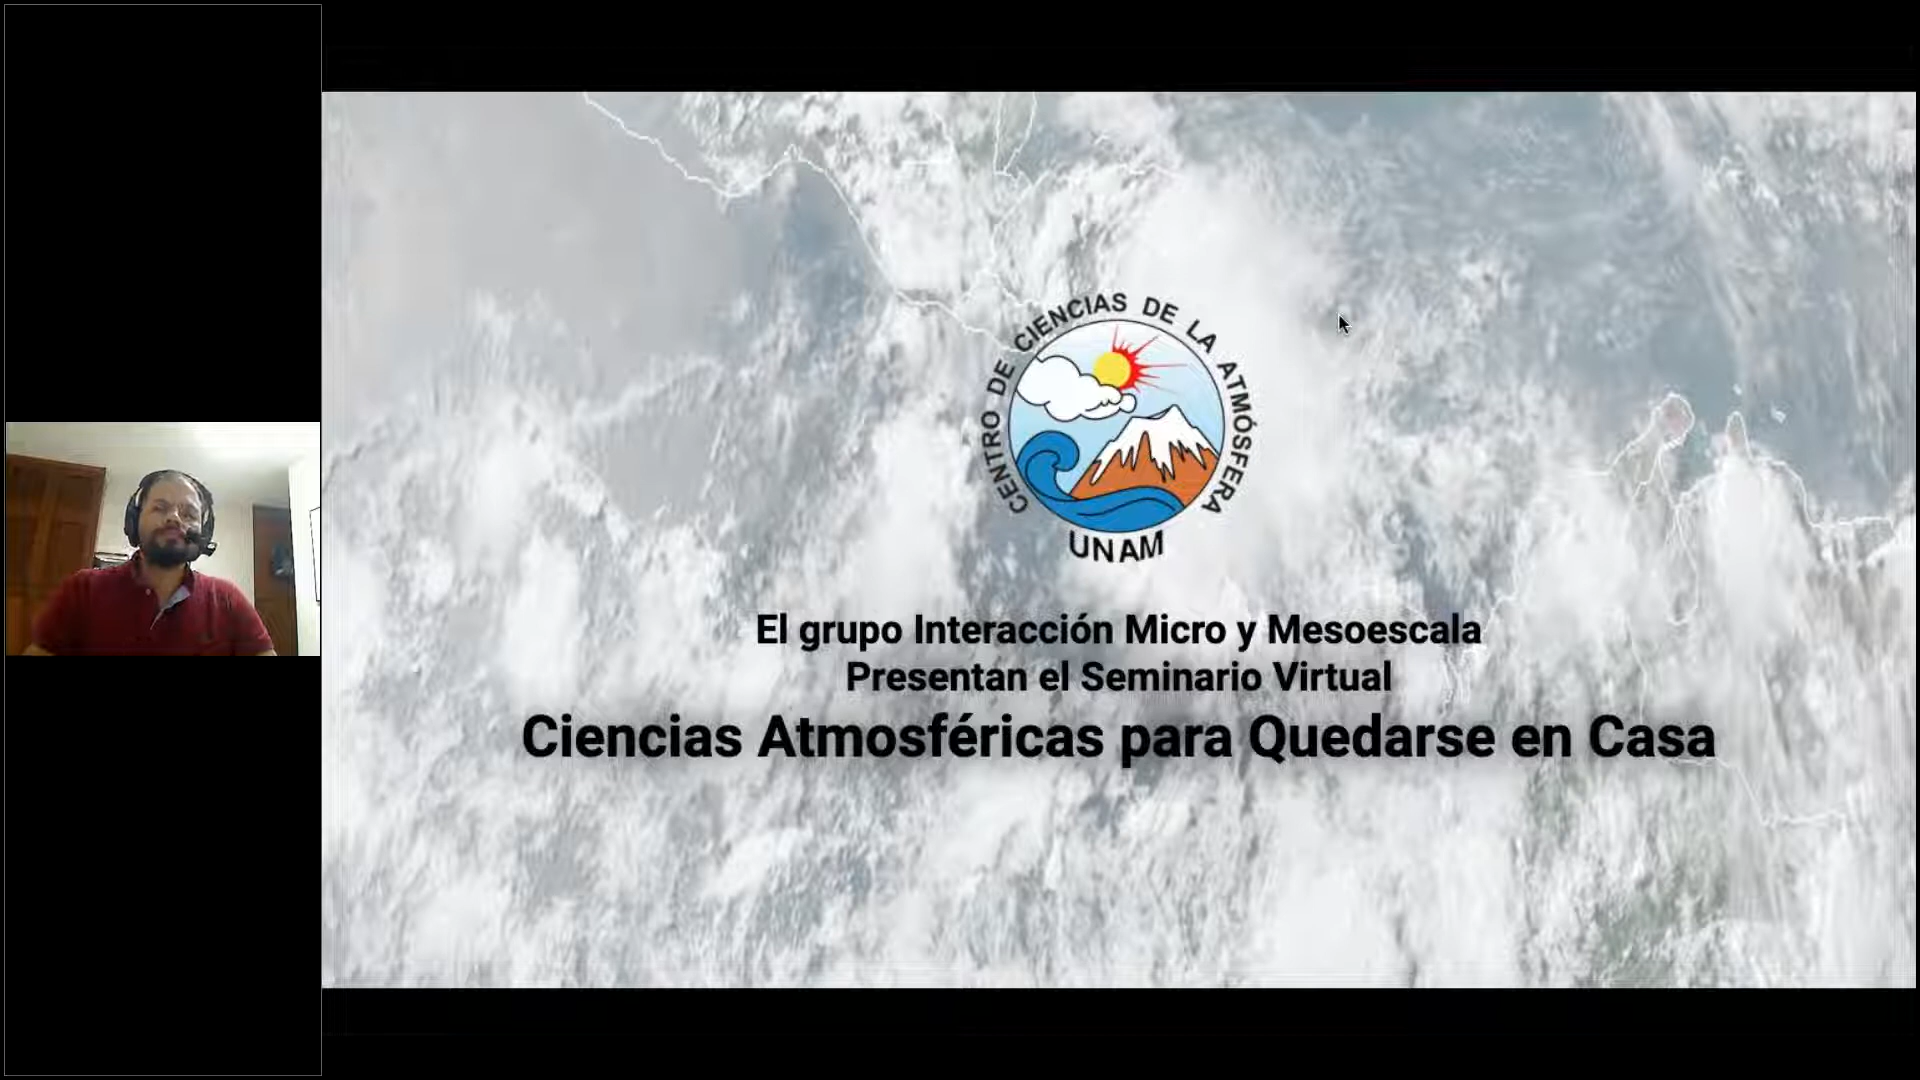 CENTRO DE CIENCIAS DE LA ATMÓSFERA
UNAM
El grupo Interacción Micro y Mesoescala
Presentan el Seminario Virtual
Ciencias Atmosféricas para Quedarse en Casa